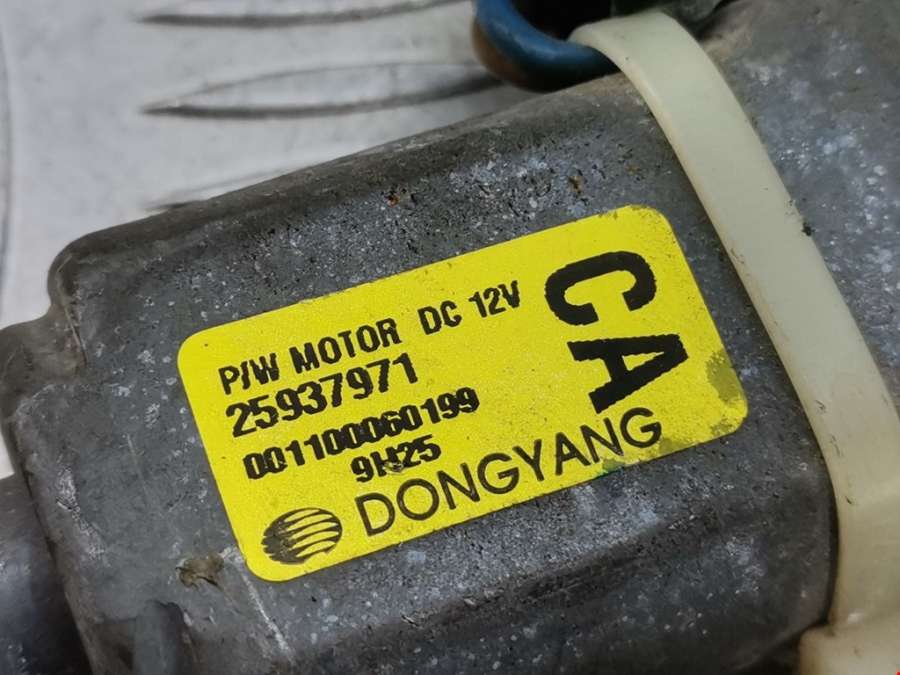 P/W MOTOR DC 12V
25937971
001100060199
9H25
DONGYANG
CA